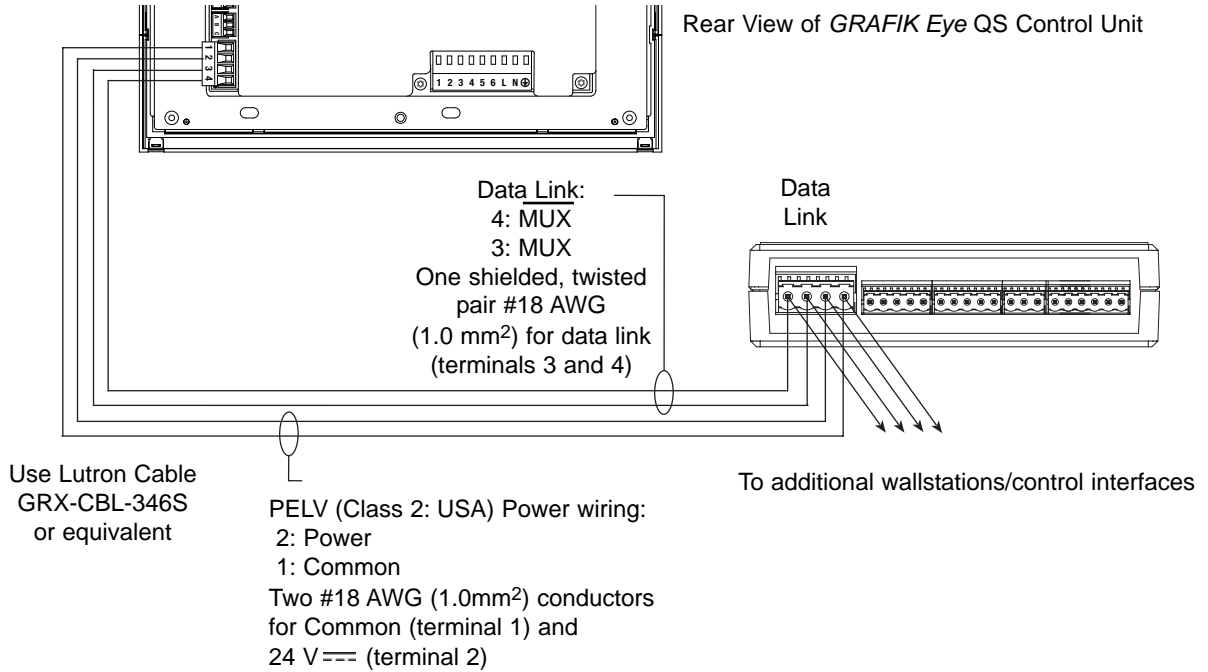 Rear View of GRAFIK Eye QS Control Unit
1
2
3
4
1 2 3 4 5 6 L N
Data Link:
4: MUX
3: MUX
One shielded, twisted
pair #18 AWG
(1.0 mm2) for data link
(terminals 3 and 4)
Data
Link
Use Lutron Cable
GRX-CBL-346S
or equivalent
PELV (Class 2: USA) Power wiring:
2: Power
1: Common
Two #18 AWG (1.0mm2) conductors
for Common (terminal 1) and
24 V⎓ (terminal 2)
To additional wallstations/control interfaces